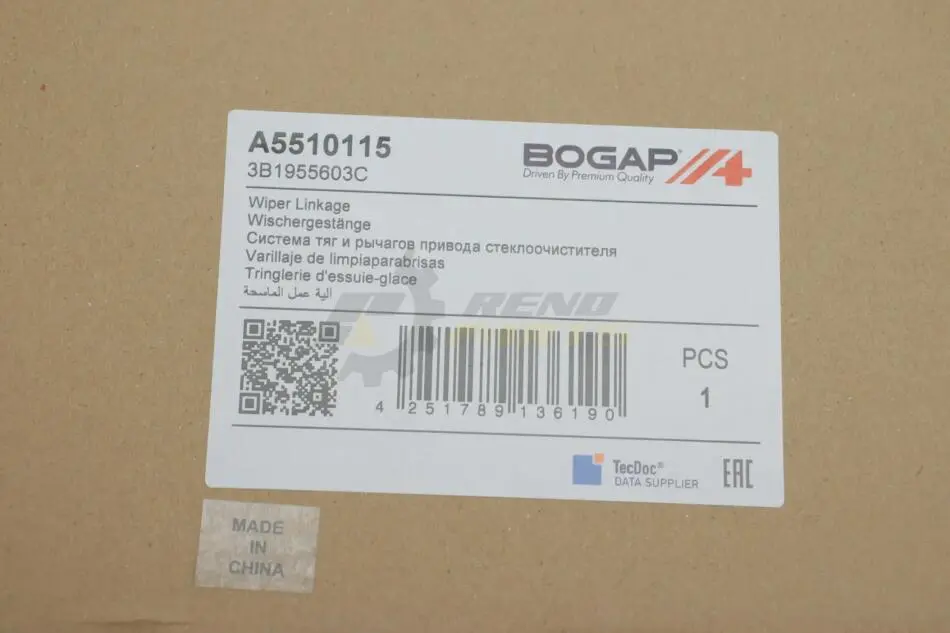 A5510115
3B1955603C
BOGAP
Driven By Premium Quality
Wiper Linkage
Wischergestänge
Система тяг и рычагов привода стеклоочистителя
Varillaje de limpiaparabrisas
Tringlerie d'essuie-glace
الية عمل الماسحة
RENO
PCS
1
4 251789 136190
TecDoc®
DATA SUPPLIER
EAC
MADE
IN
CHINA